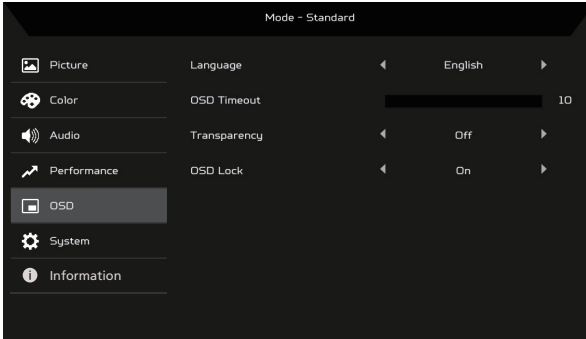 Mode - Standard
Picture
Language
English
Color
OSD Timeout
10
Audio
Transparency
Off
Performance
OSD Lock
On
OSD
System
Information